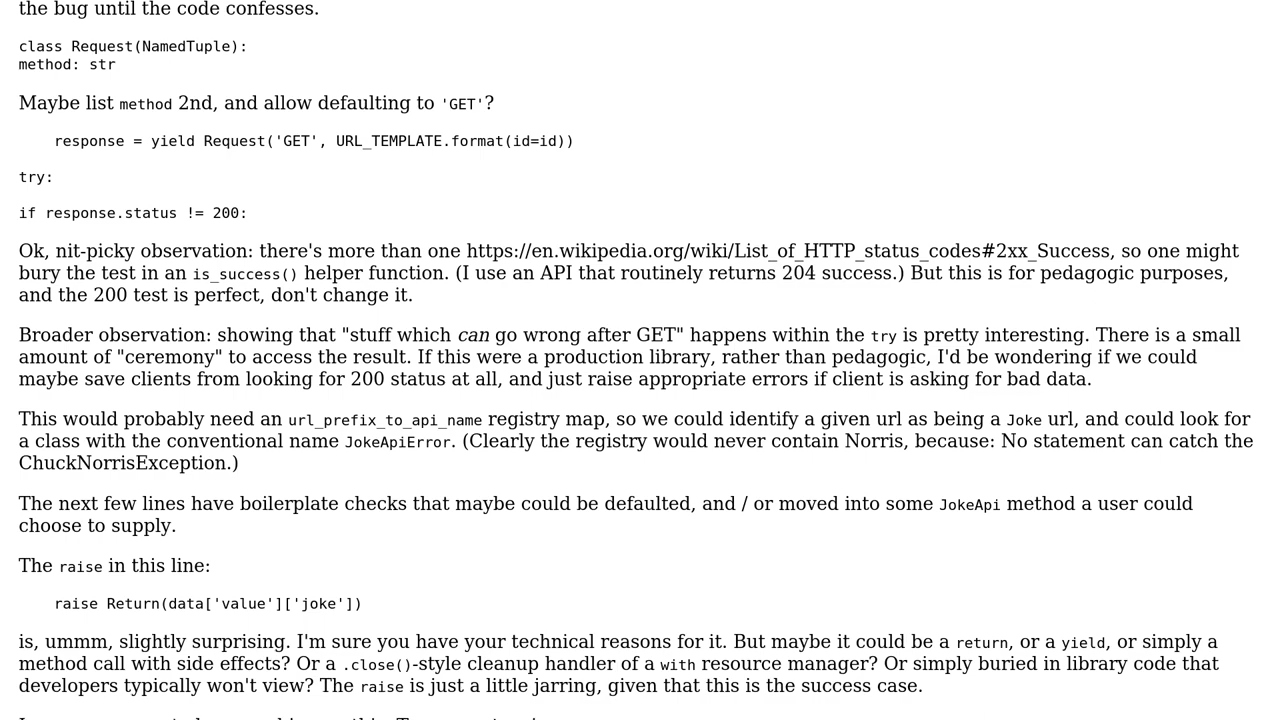 the bug until the code confesses.
class Request(NamedTuple):
method: str
Maybe list method 2nd, and allow defaulting to 'GET'?
response = yield Request('GET', URL_TEMPLATE.format(id=id))
try:
if response.status != 200:
Ok, nit-picky observation: there's more than one https://en.wikipedia.org/wiki/List_of_HTTP_status_codes#2xx_Success, so one might
bury the test in an is_success() helper function. (I use an API that routinely returns 204 success.) But this is for pedagogic purposes,
and the 200 test is perfect, don't change it.
Broader observation: showing that "stuff which can go wrong after GET" happens within the try is pretty interesting. There is a small
amount of "ceremony" to access the result. If this were a production library, rather than pedagogic, I'd be wondering if we could
maybe save clients from looking for 200 status at all, and just raise appropriate errors if client is asking for bad data.
This would probably need an url_prefix_to_api_name registry map, so we could identify a given url as being a Joke url, and could look for
a class with the conventional name JokeApiError. (Clearly the registry would never contain Norris, because: No statement can catch the
ChuckNorrisException.)
The next few lines have boilerplate checks that maybe could be defaulted, and / or moved into some JokeApi method a user could
choose to supply.
The raise in this line:
raise Return(data['value']['joke'])
is, ummm, slightly surprising. I'm sure you have your technical reasons for it. But maybe it could be a return, or a yield, or simply a
method call with side effects? Or a .close()-style cleanup handler of a with resource manager? Or simply buried in library code that
developers typically won't view? The raise is just a little jarring, given that this is the success case.